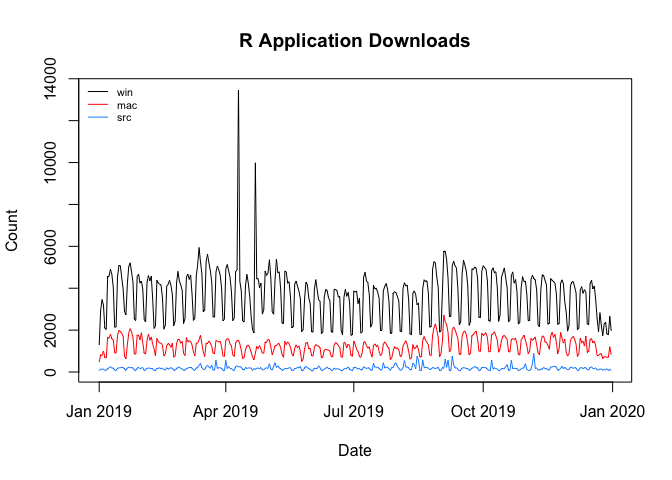 R Application Downloads
win
mac
src
Count
14000
10000
6000
2000
0
Jan 2019 Apr 2019 Jul 2019 Oct 2019 Jan 2020
Date